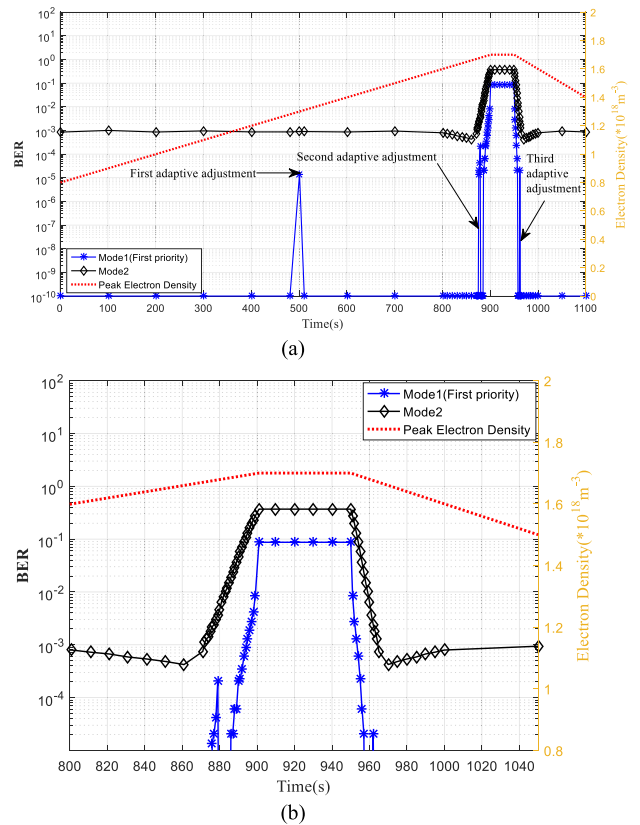 10^2
10^1
10^0
10^-1
10^-2
10^-3
10^-4
10^-5
10^-6
10^-7
10^-8
10^-9
10^-10
BER
2
1.8
1.6
1.4
1.2
1
0.8
0.6
0.4
0.2
0
Electron Density(*10^18 m^-3)
First adaptive adjustment
Second adaptive adjustment
Third
adaptive
adjustment
Mode1(First priority)
Mode2
Peak Electron Density
0 100 200 300 400 500 600 700 800 900 1000 1100
Time(s)
(a)
10^2
10^0
10^-1
10^-2
10^-3
10^-4
BER
Mode1(First priority)
Mode2
Peak Electron Density
2
1.8
1.6
1.4
1.2
1
0.8
Electron Density(*10^18 m^-3)
800 820 840 860 880 900 920 940 960 980 1000 1020 1040
Time(s)
(b)